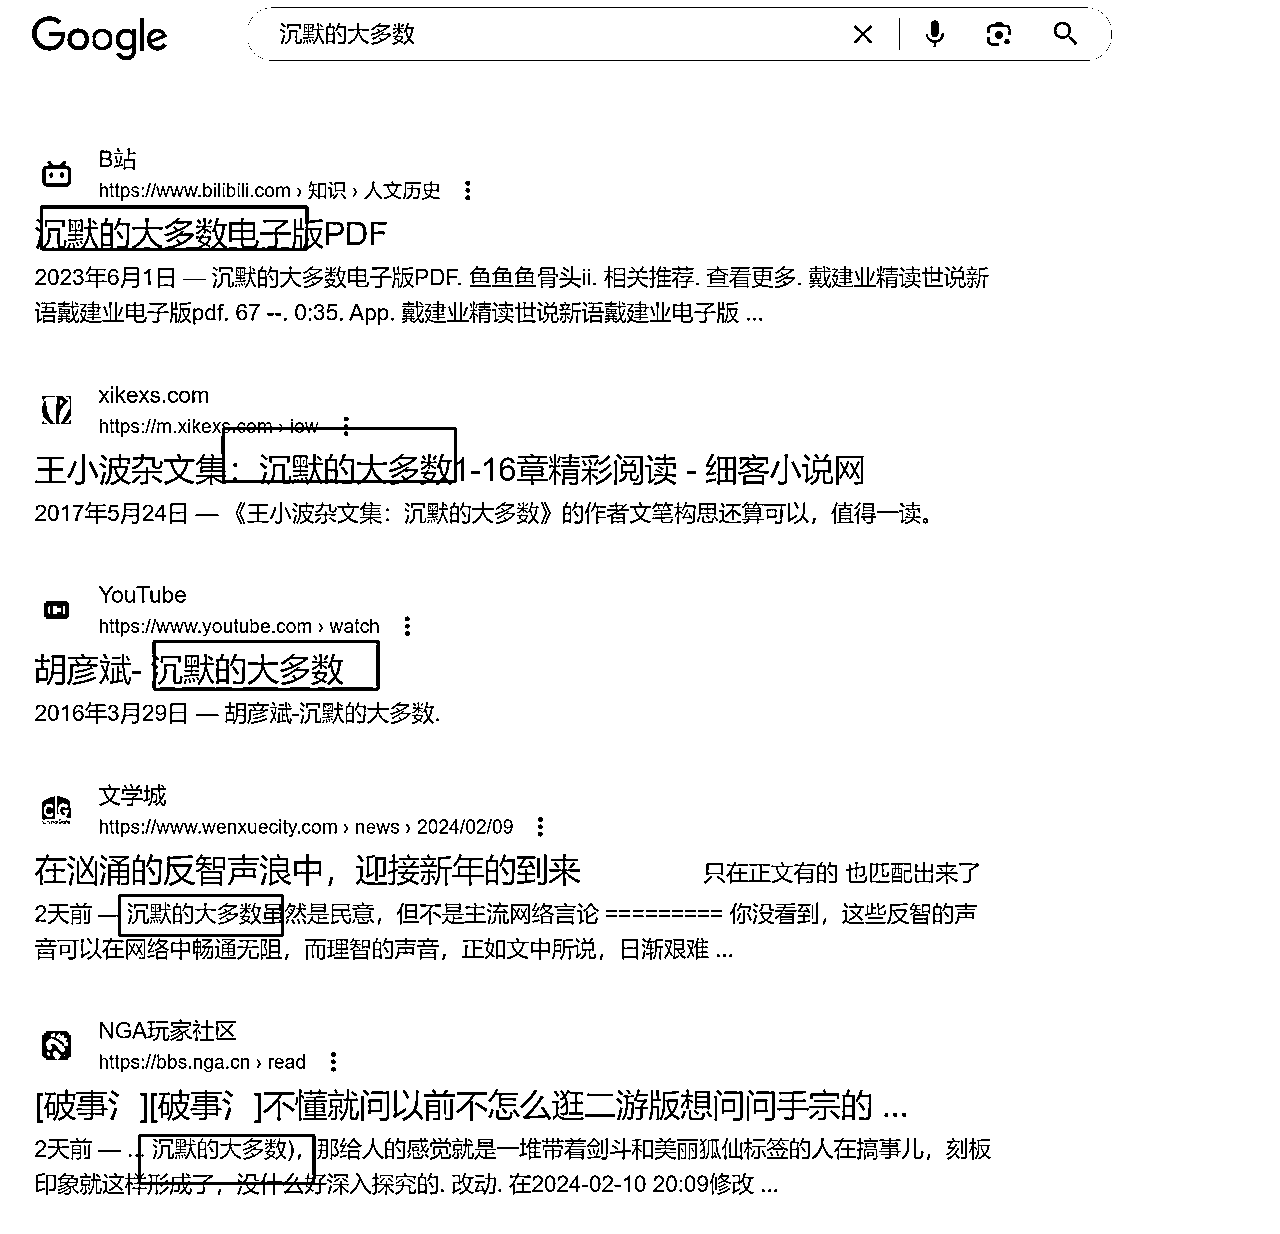 Google
沉默的大多数
B站
https://www.bilibili.com › 知识 › 人文历史
沉默的大多数电子版PDF
2023年6月1日 — 沉默的大多数电子版PDF. 鱼鱼鱼骨头ii. 相关推荐. 查看更多. 戴建业精读世说新
语戴建业电子版pdf. 67 --. 0:35. App. 戴建业精读世说新语戴建业电子版 ...
xikexs.com
https://m.xikexs.com › iow
王小波杂文集：沉默的大多数1-16章精彩阅读 - 细客小说网
2017年5月24日 — 《王小波杂文集：沉默的大多数》的作者文笔构思还算可以，值得一读。
YouTube
https://www.youtube.com › watch
胡彦斌- 沉默的大多数
2016年3月29日 — 胡彦斌-沉默的大多数.
文学城
https://www.wenxuecity.com › news › 2024/02/09
在汹涌的反智声浪中，迎接新年的到来
只在正文有的 也匹配出来了
2天前 — 沉默的大多数虽然是民意，但不是主流网络言论 ========= 你没看到，这些反智的声
音可以在网络中畅通无阻，而理智的声音，正如文中所说，日渐艰难 ...
NGA玩家社区
https://bbs.nga.cn › read
[破事氵][破事氵]不懂就问以前不怎么逛二游版想问问手宗的 ...
2天前 — ... 沉默的大多数)，那给人的感觉就是一堆带着剑斗和美丽狐仙标签的人在搞事儿，刻板
印象就这样形成了，没什么好深入探究的. 改动. 在2024-02-10 20:09修改 ...